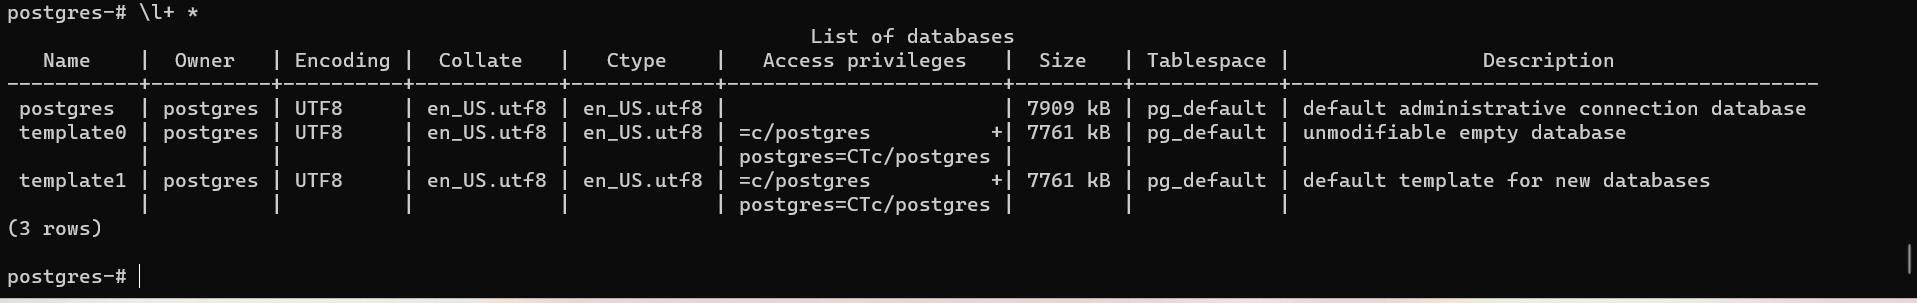 postgres-# \l+ *
                                                                   List of databases
   Name    |  Owner   | Encoding |  Collate   |   Ctype    |   Access privileges   |  Size   | Tablespace |                Description
-----------+----------+----------+------------+------------+-----------------------+---------+------------+--------------------------------------------
 postgres  | postgres | UTF8     | en_US.utf8 | en_US.utf8 |                       | 7909 kB | pg_default | default administrative connection database
 template0 | postgres | UTF8     | en_US.utf8 | en_US.utf8 | =c/postgres          +| 7761 kB | pg_default | unmodifiable empty database
           |          |          |            |            | postgres=CTc/postgres |         |            |
 template1 | postgres | UTF8     | en_US.utf8 | en_US.utf8 | =c/postgres          +| 7761 kB | pg_default | default template for new databases
           |          |          |            |            | postgres=CTc/postgres |         |            |
(3 rows)

postgres-#